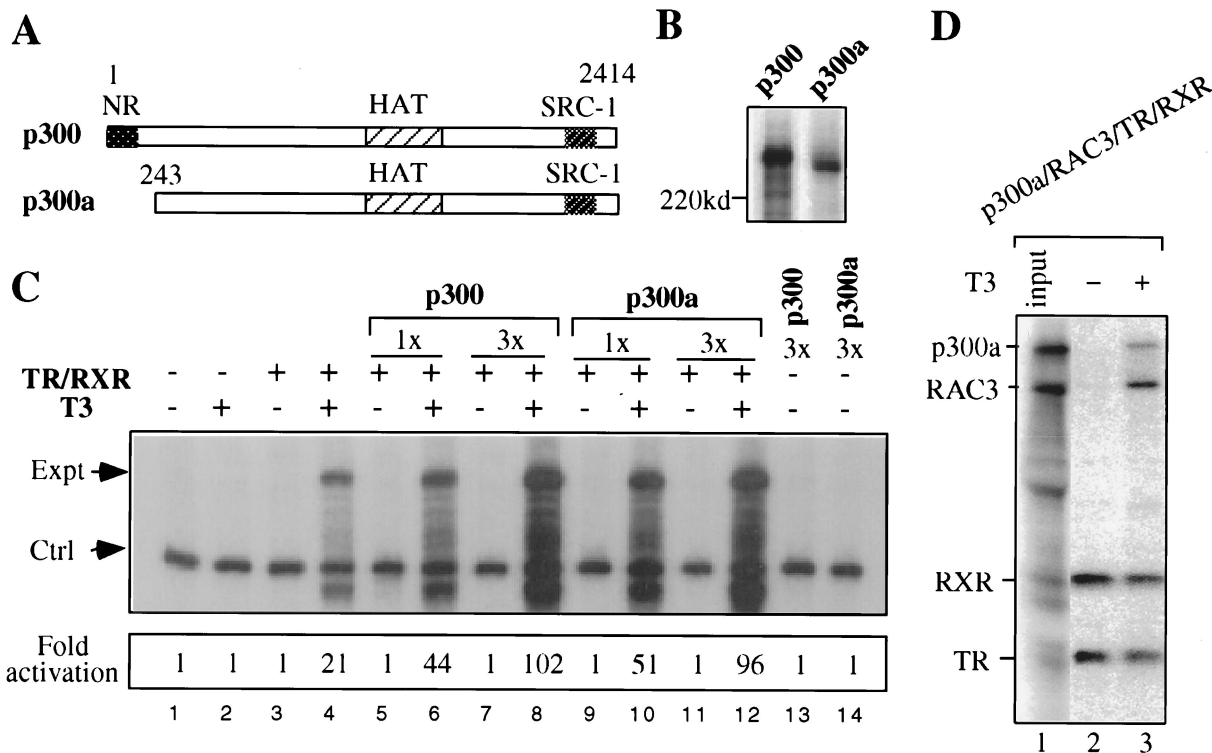 A
1 2414
NR HAT SRC-1
p300
243 HAT SRC-1
p300a
B
p300 p300a
220kd
C
p300 p300a p300 p300a
1x 3x 1x 3x 3x 3x
TR/RXR - - + + + + + + + + + + - -
T3 - + - + - + - + - + - + - -
Expt
Ctrl
Fold activation 1 1 1 21 1 44 1 102 1 51 1 96 1 1
1 2 3 4 5 6 7 8 9 10 11 12 13 14
D
p300a/RAC3/TR/RXR
T3 input - +
p300a
RAC3
RXR
TR
1 2 3